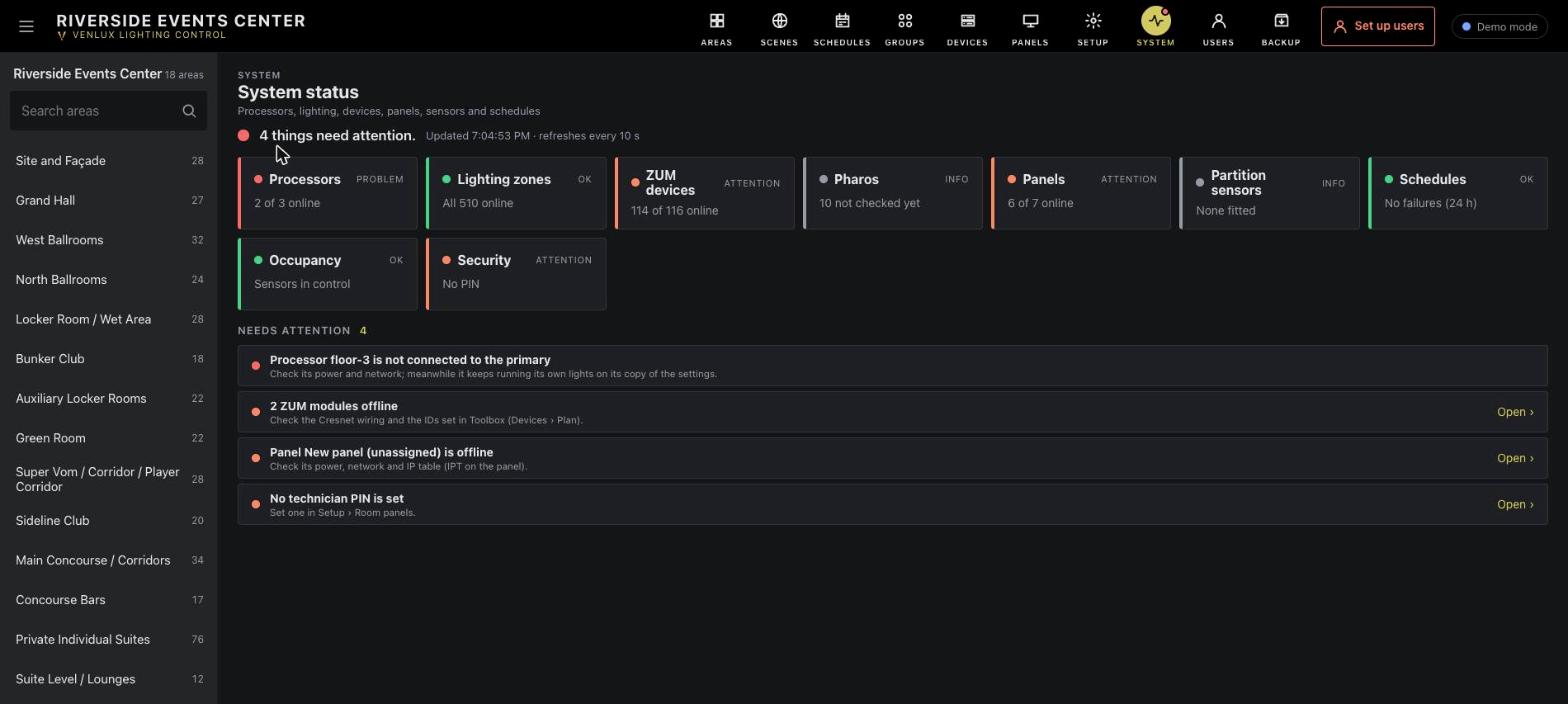 RIVERSIDE EVENTS CENTER
VENLUX LIGHTING CONTROL
AREAS
SCENES
SCHEDULES
GROUPS
DEVICES
PANELS
SETUP
SYSTEM
USERS
BACKUP
Set up users
Demo mode
Riverside Events Center 18 areas
Search areas
Site and Façade 28
Grand Hall 27
West Ballrooms 32
North Ballrooms 24
Locker Room / Wet Area 28
Bunker Club 18
Auxiliary Locker Rooms 22
Green Room 22
Super Vom / Corridor / Player
Corridor 28
Sideline Club 20
Main Concourse / Corridors 34
Concourse Bars 17
Private Individual Suites 76
Suite Level / Lounges 12
SYSTEM
System status
Processors, lighting, devices, panels, sensors and schedules
4 things need attention. Updated 7:04:53 PM · refreshes every 10 s
Processors PROBLEM
2 of 3 online
Lighting zones OK
All 510 online
ZUM
devices ATTENTION
114 of 116 online
Pharos INFO
10 not checked yet
Panels ATTENTION
6 of 7 online
Partition
sensors INFO
None fitted
Schedules OK
No failures (24 h)
Occupancy OK
Sensors in control
Security ATTENTION
No PIN
NEEDS ATTENTION 4
Processor floor-3 is not connected to the primary
Check its power and network; meanwhile it keeps running its own lights on its copy of the settings.
2 ZUM modules offline
Check the Cresnet wiring and the IDs set in Toolbox (Devices › Plan).
Open ›
Panel New panel (unassigned) is offline
Check its power, network and IP table (IPT on the panel).
Open ›
No technician PIN is set
Set one in Setup › Room panels.
Open ›